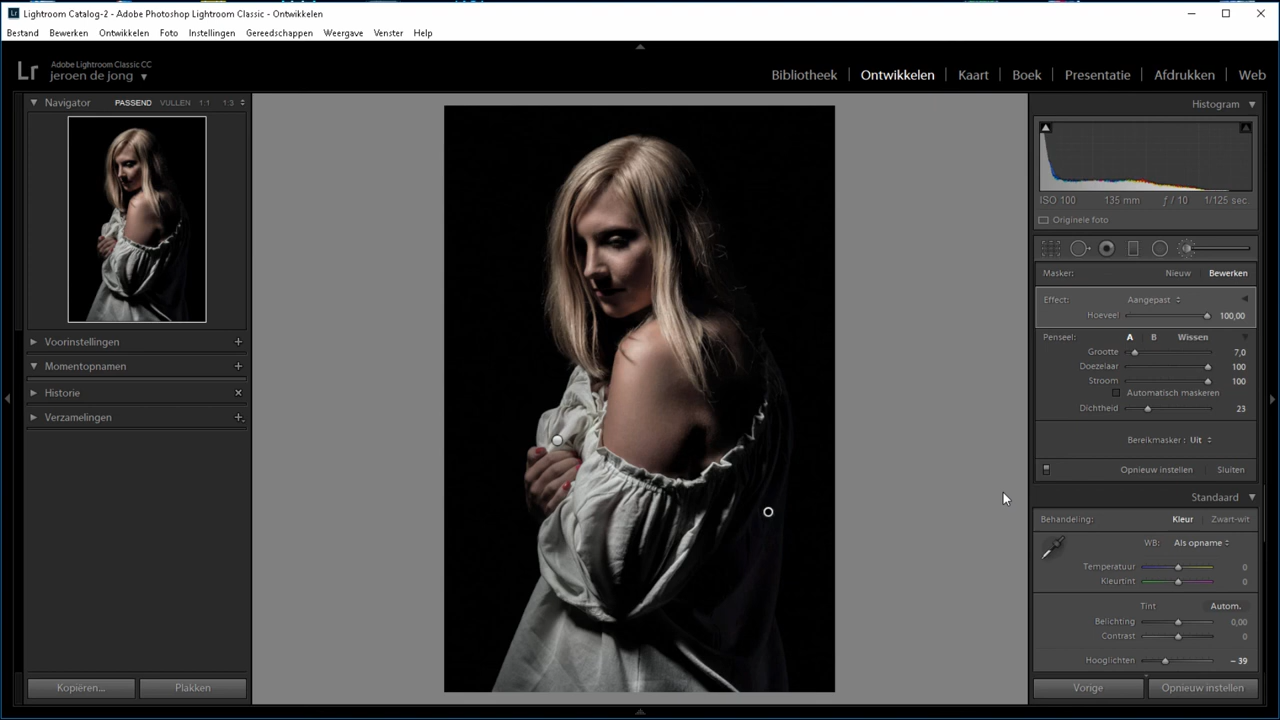 Lr Lightroom Catalog-2 - Adobe Photoshop Lightroom Classic - Ontwikkelen
Bestand Bewerken Ontwikkelen Foto Instellingen Gereedschappen Weergave Venster Help
Lr Adobe Lightroom Classic CC
jeroen de jong
Bibliotheek | Ontwikkelen | Kaart | Boek | Presentatie | Afdrukken | Web
Navigator PASSEND VULLEN 1:1 1:3
Voorinstellingen +
Momentopnamen +
Historie ×
Verzamelingen +
Kopiëren... Plakken
Histogram
ISO 100 135 mm ƒ / 10 1/125 sec.
Originele foto
Masker: Nieuw Bewerken
Effect: Aangepast
Hoeveel 100,00
Penseel: A B Wissen
Grootte 7,0
Doezelaar 100
Stroom 100
Automatisch maskeren
Dichtheid 23
Bereikmasker : Uit
Opnieuw instellen Sluiten
Standaard
Behandeling: Kleur Zwart-wit
WB: Als opname
Temperatuur 0
Kleurtint 0
Tint Autom.
Belichting 0,00
Contrast 0
Hooglichten – 39
Vorige Opnieuw instellen